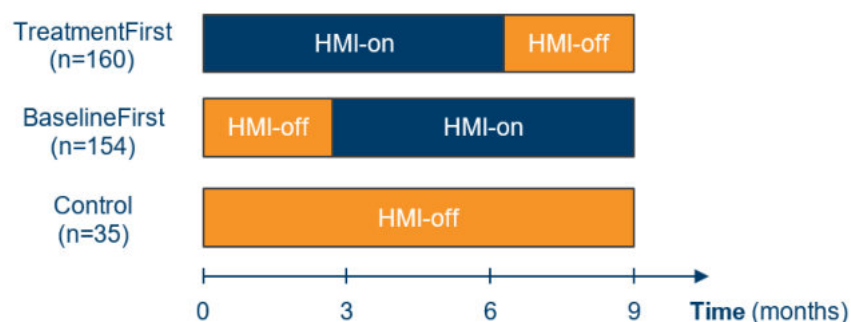 TreatmentFirst
(n=160)
HMI-on
HMI-off
BaselineFirst
(n=154)
HMI-off
HMI-on
Control
(n=35)
HMI-off
0 3 6 9 Time (months)